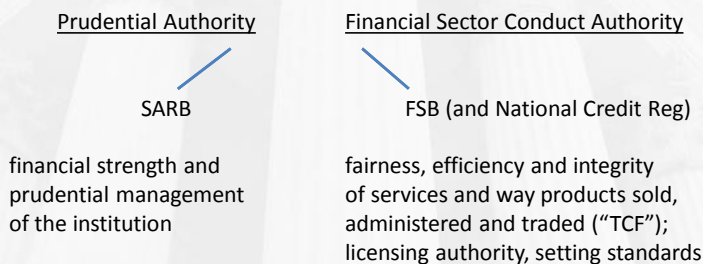 Prudential Authority
Financial Sector Conduct Authority
SARB
FSB (and National Credit Reg)
financial strength and
prudential management
of the institution
fairness, efficiency and integrity
of services and way products sold,
administered and traded (“TCF”);
licensing authority, setting standards